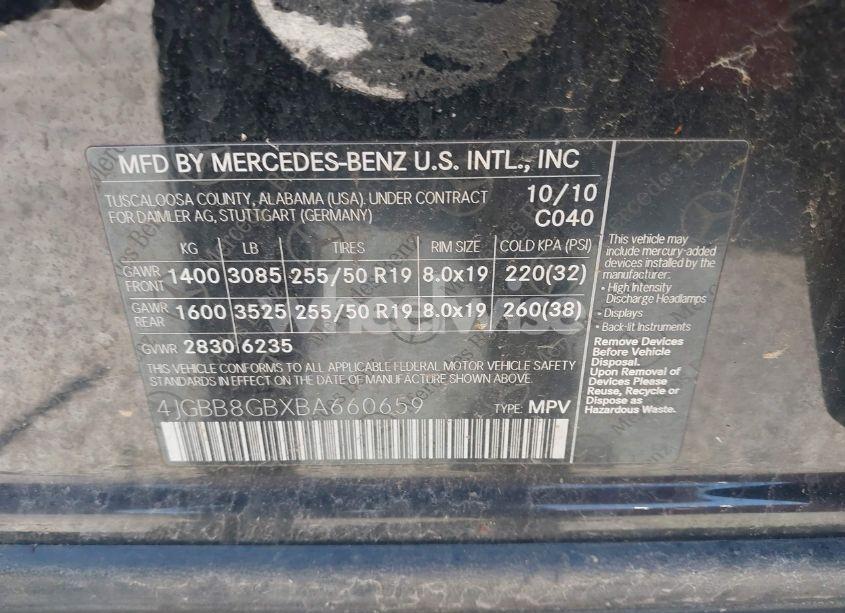 MFD BY MERCEDES-BENZ U.S. INTL., INC
TUSCALOOSA COUNTY, ALABAMA (USA). UNDER CONTRACT
FOR DAIMLER AG, STUTTGART (GERMANY)
10/10
C040
KG LB TIRES RIM SIZE COLD KPA (PSI)
GAWR FRONT 1400 3085 255/50 R19 8.0x19 220(32)
GAWR REAR 1600 3525 255/50 R19 8.0x19 260(38)
GVWR 2830 6235
THIS VEHICLE CONFORMS TO ALL APPLICABLE FEDERAL MOTOR VEHICLE SAFETY
STANDARDS IN EFFECT ON THE DATE OF MANUFACTURE SHOWN ABOVE.
4JGBB8GBXBA660659 TYPE: MPV
This vehicle may
include mercury-added
devices installed by the
manufacturer:
• High Intensity
Discharge Headlamps
• Displays
• Back-lit Instruments
Remove Devices
Before Vehicle
Disposal.
Upon Removal of
Devices Please
Reuse, Recycle or
Dispose as
Hazardous Waste.